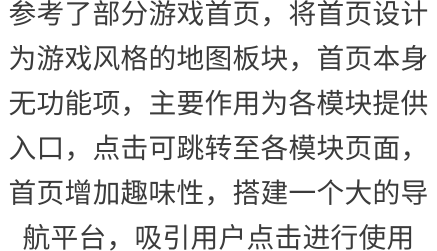 参考了部分游戏首页，将首页设计
为游戏风格的地图板块，首页本身
无功能项，主要作用为各模块提供
入口，点击可跳转至各模块页面，
首页增加趣味性，搭建一个大的导
航平台，吸引用户点击进行使用